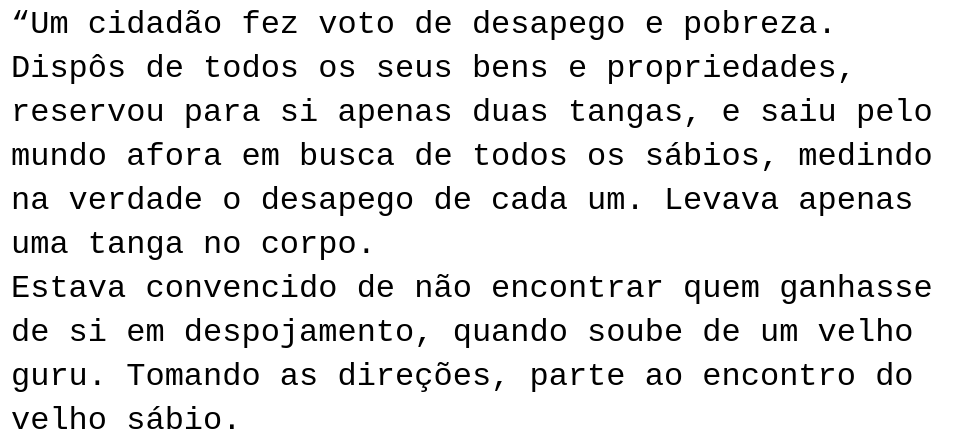 “Um cidadão fez voto de desapego e pobreza.
Dispôs de todos os seus bens e propriedades,
reservou para si apenas duas tangas, e saiu pelo
mundo afora em busca de todos os sábios, medindo
na verdade o desapego de cada um. Levava apenas
uma tanga no corpo.
Estava convencido de não encontrar quem ganhasse
de si em despojamento, quando soube de um velho
guru. Tomando as direções, parte ao encontro do
velho sábio.